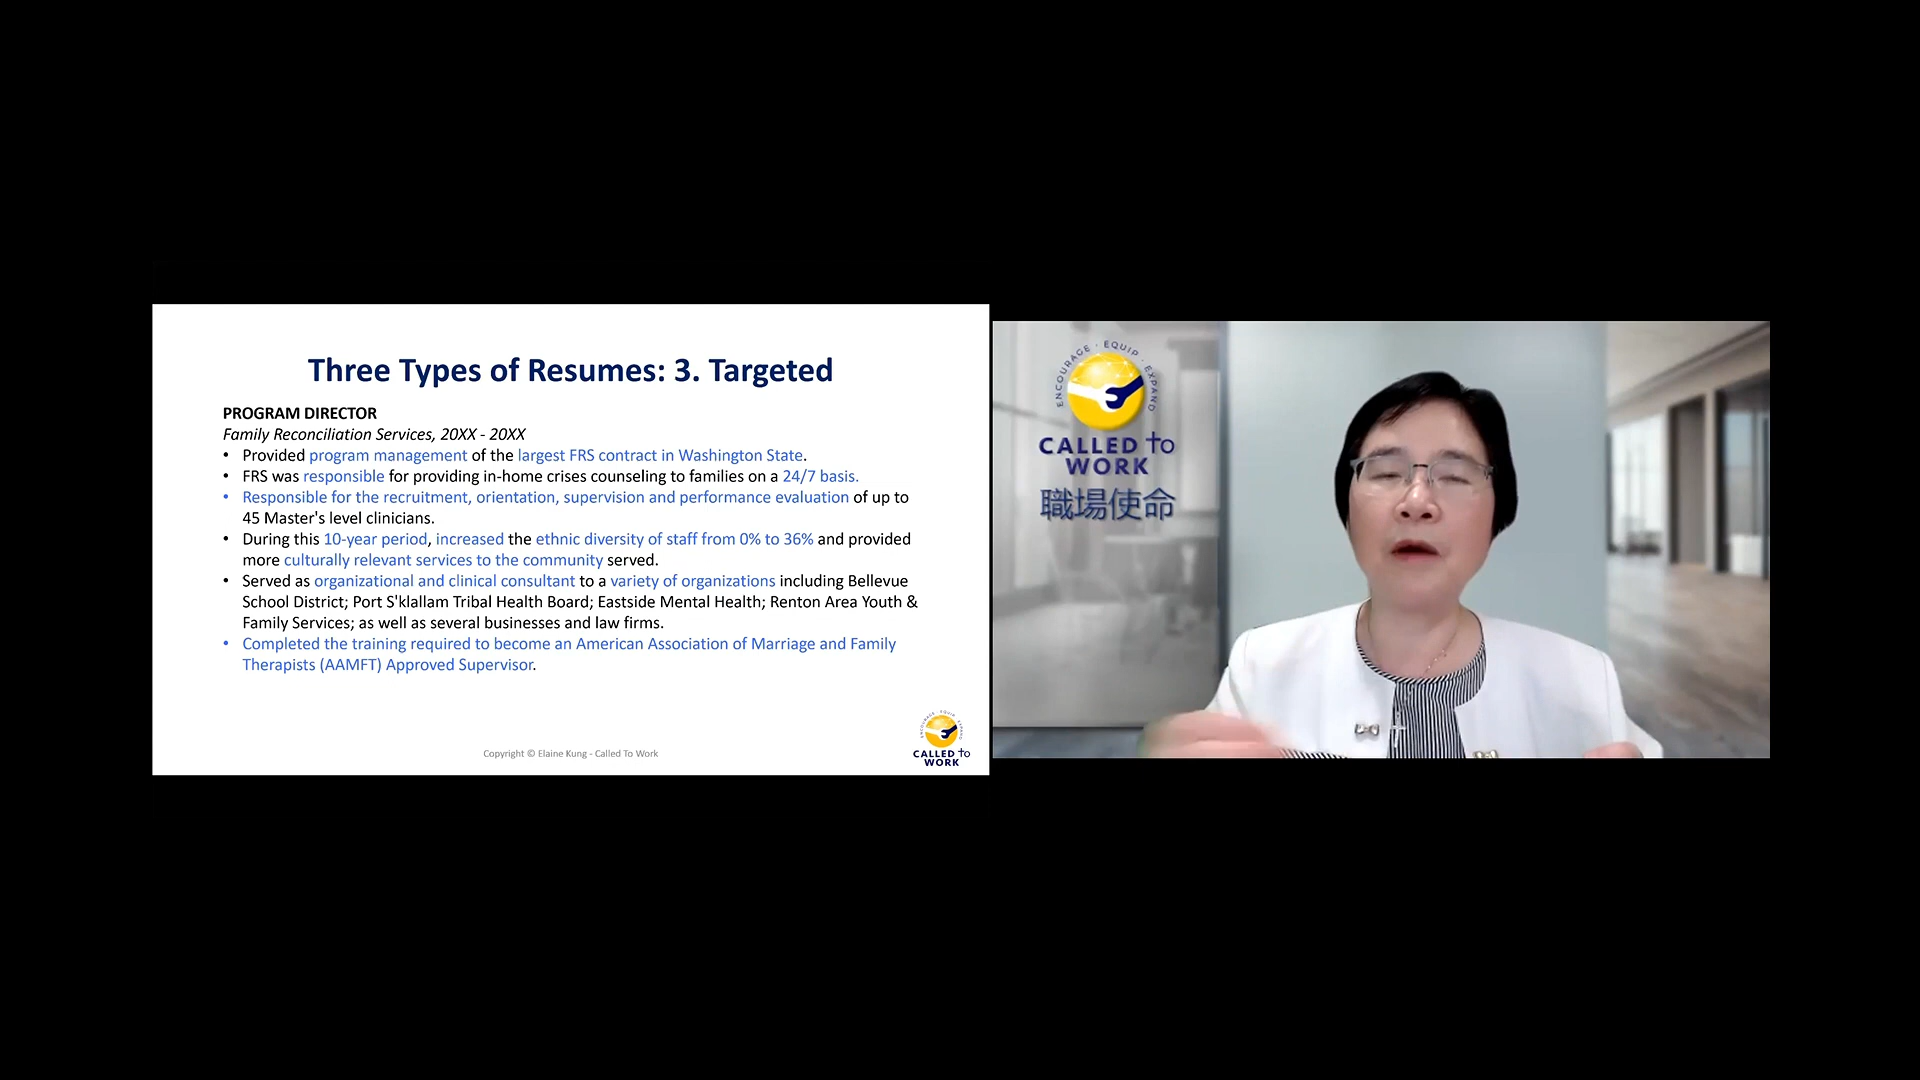 Three Types of Resumes: 3. Targeted
PROGRAM DIRECTOR
Family Reconciliation Services, 20XX - 20XX
• Provided program management of the largest FRS contract in Washington State.
• FRS was responsible for providing in-home crises counseling to families on a 24/7 basis.
• Responsible for the recruitment, orientation, supervision and performance evaluation of up to
45 Master's level clinicians.
• During this 10-year period, increased the ethnic diversity of staff from 0% to 36% and provided
more culturally relevant services to the community served.
• Served as organizational and clinical consultant to a variety of organizations including Bellevue
School District; Port S'klallam Tribal Health Board; Eastside Mental Health; Renton Area Youth &
Family Services; as well as several businesses and law firms.
• Completed the training required to become an American Association of Marriage and Family
Therapists (AAMFT) Approved Supervisor.
Copyright © Elaine Kung - Called To Work
ENCOURAGE · EQUIP · EXPAND
CALLED to
WORK
ENCOURAGE · EQUIP · EXPAND
CALLED to
WORK
職場使命